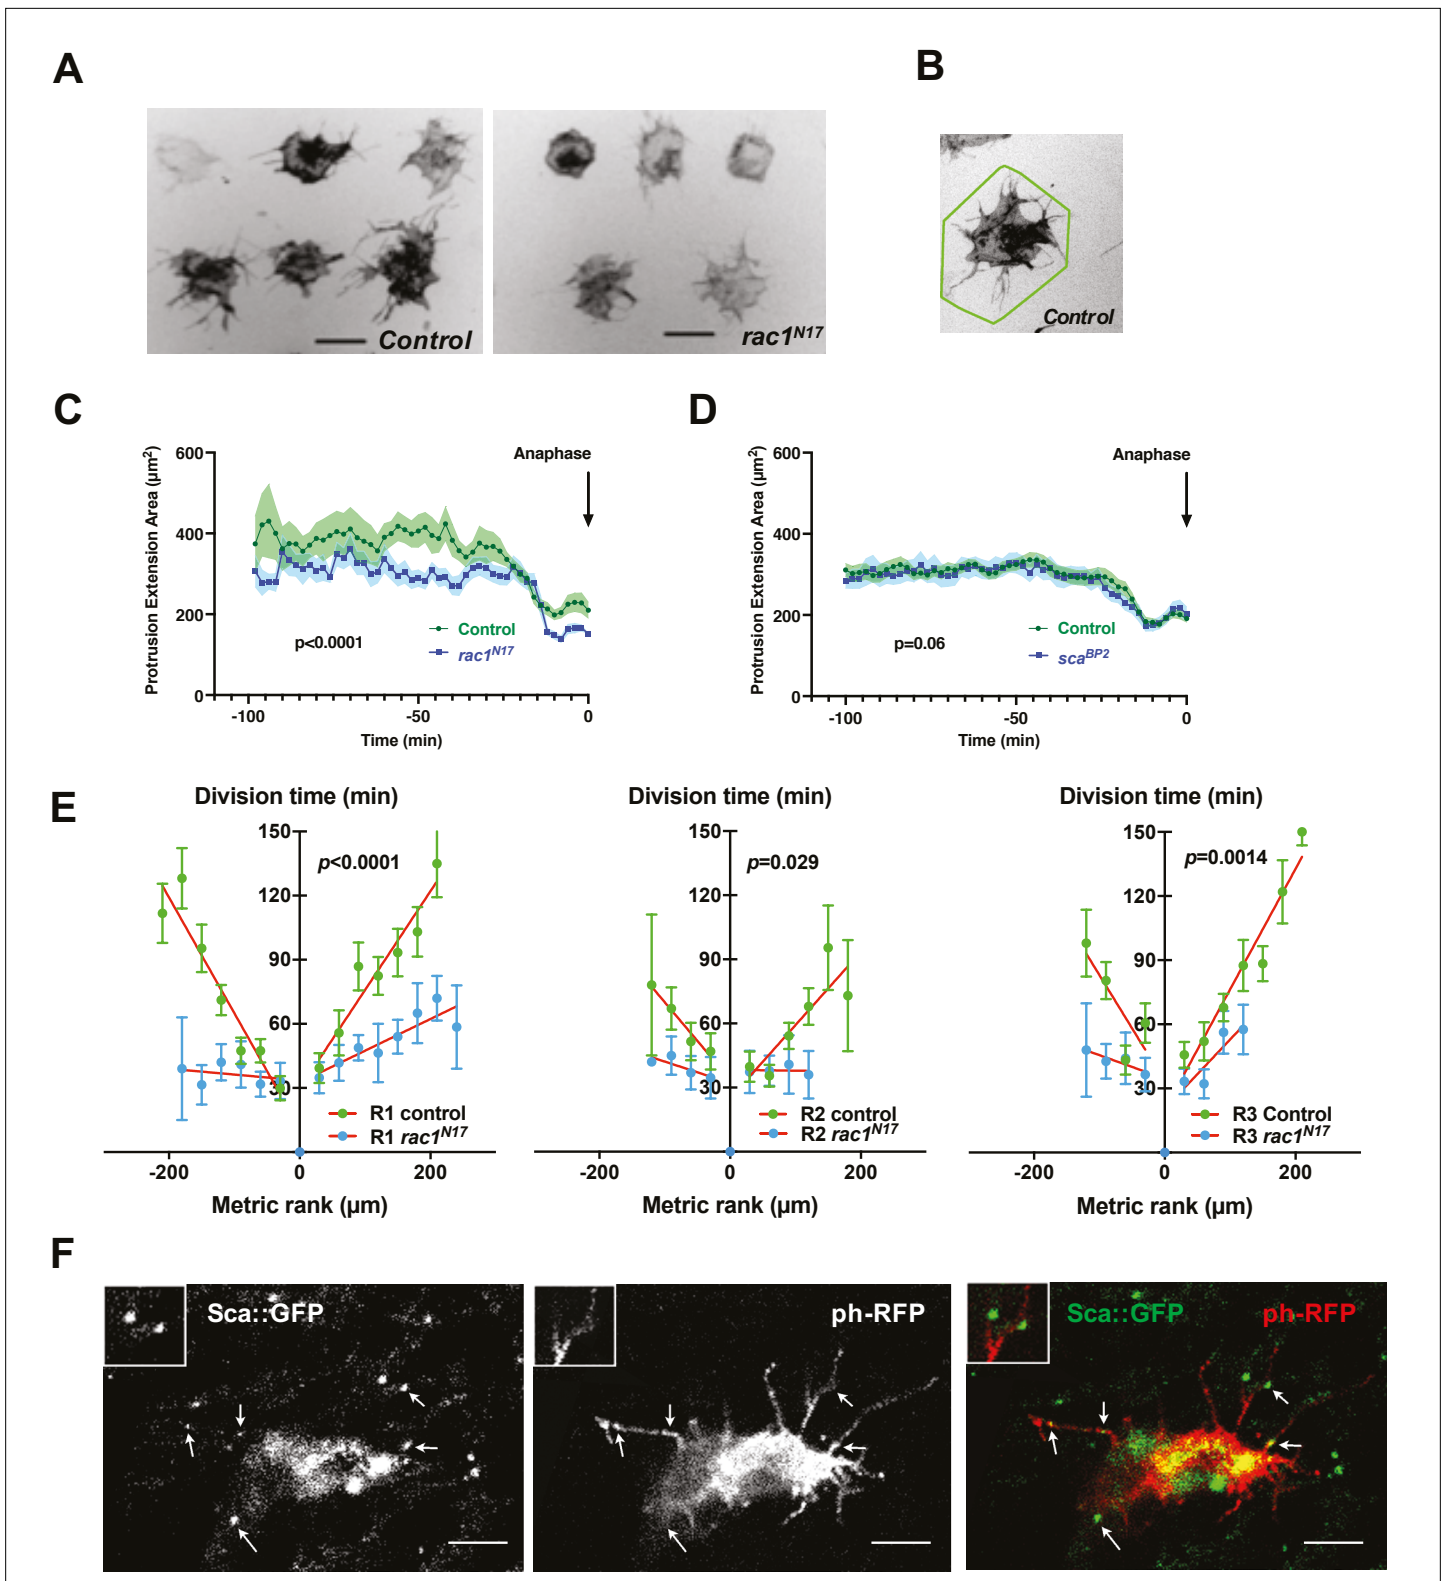 A
B
Control
rac1N17
Control
C
D
Protrusion Extension Area (µm2)
600
400
200
0
Anaphase
p<0.0001
Control
rac1N17
-100
-50
0
Time (min)
Protrusion Extension Area (µm2)
600
400
200
0
Anaphase
p=0.06
Control
scaBP2
-100
-50
0
Time (min)
E
Division time (min)
150
120
90
60
30
p<0.0001
R1 control
R1 rac1N17
-200
0
200
Metric rank (µm)
Division time (min)
150
120
90
60
30
p=0.029
R2 control
R2 rac1N17
-200
0
200
Metric rank (µm)
Division time (min)
150
120
90
60
30
p=0.0014
R3 Control
R3 rac1N17
-200
0
200
Metric rank (µm)
F
Sca::GFP
ph-RFP
Sca::GFP
ph-RFP